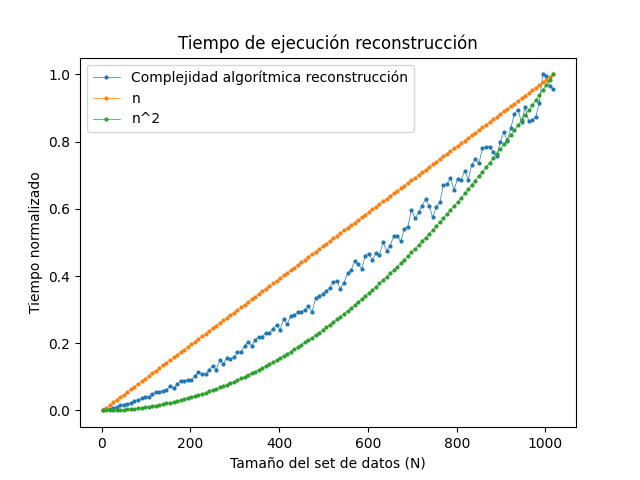 Tiempo de ejecución reconstrucción
Complejidad algorítmica reconstrucción
n
n^2
Tiempo normalizado
1.0
0.8
0.6
0.4
0.2
0.0
0 200 400 600 800 1000
Tamaño del set de datos (N)